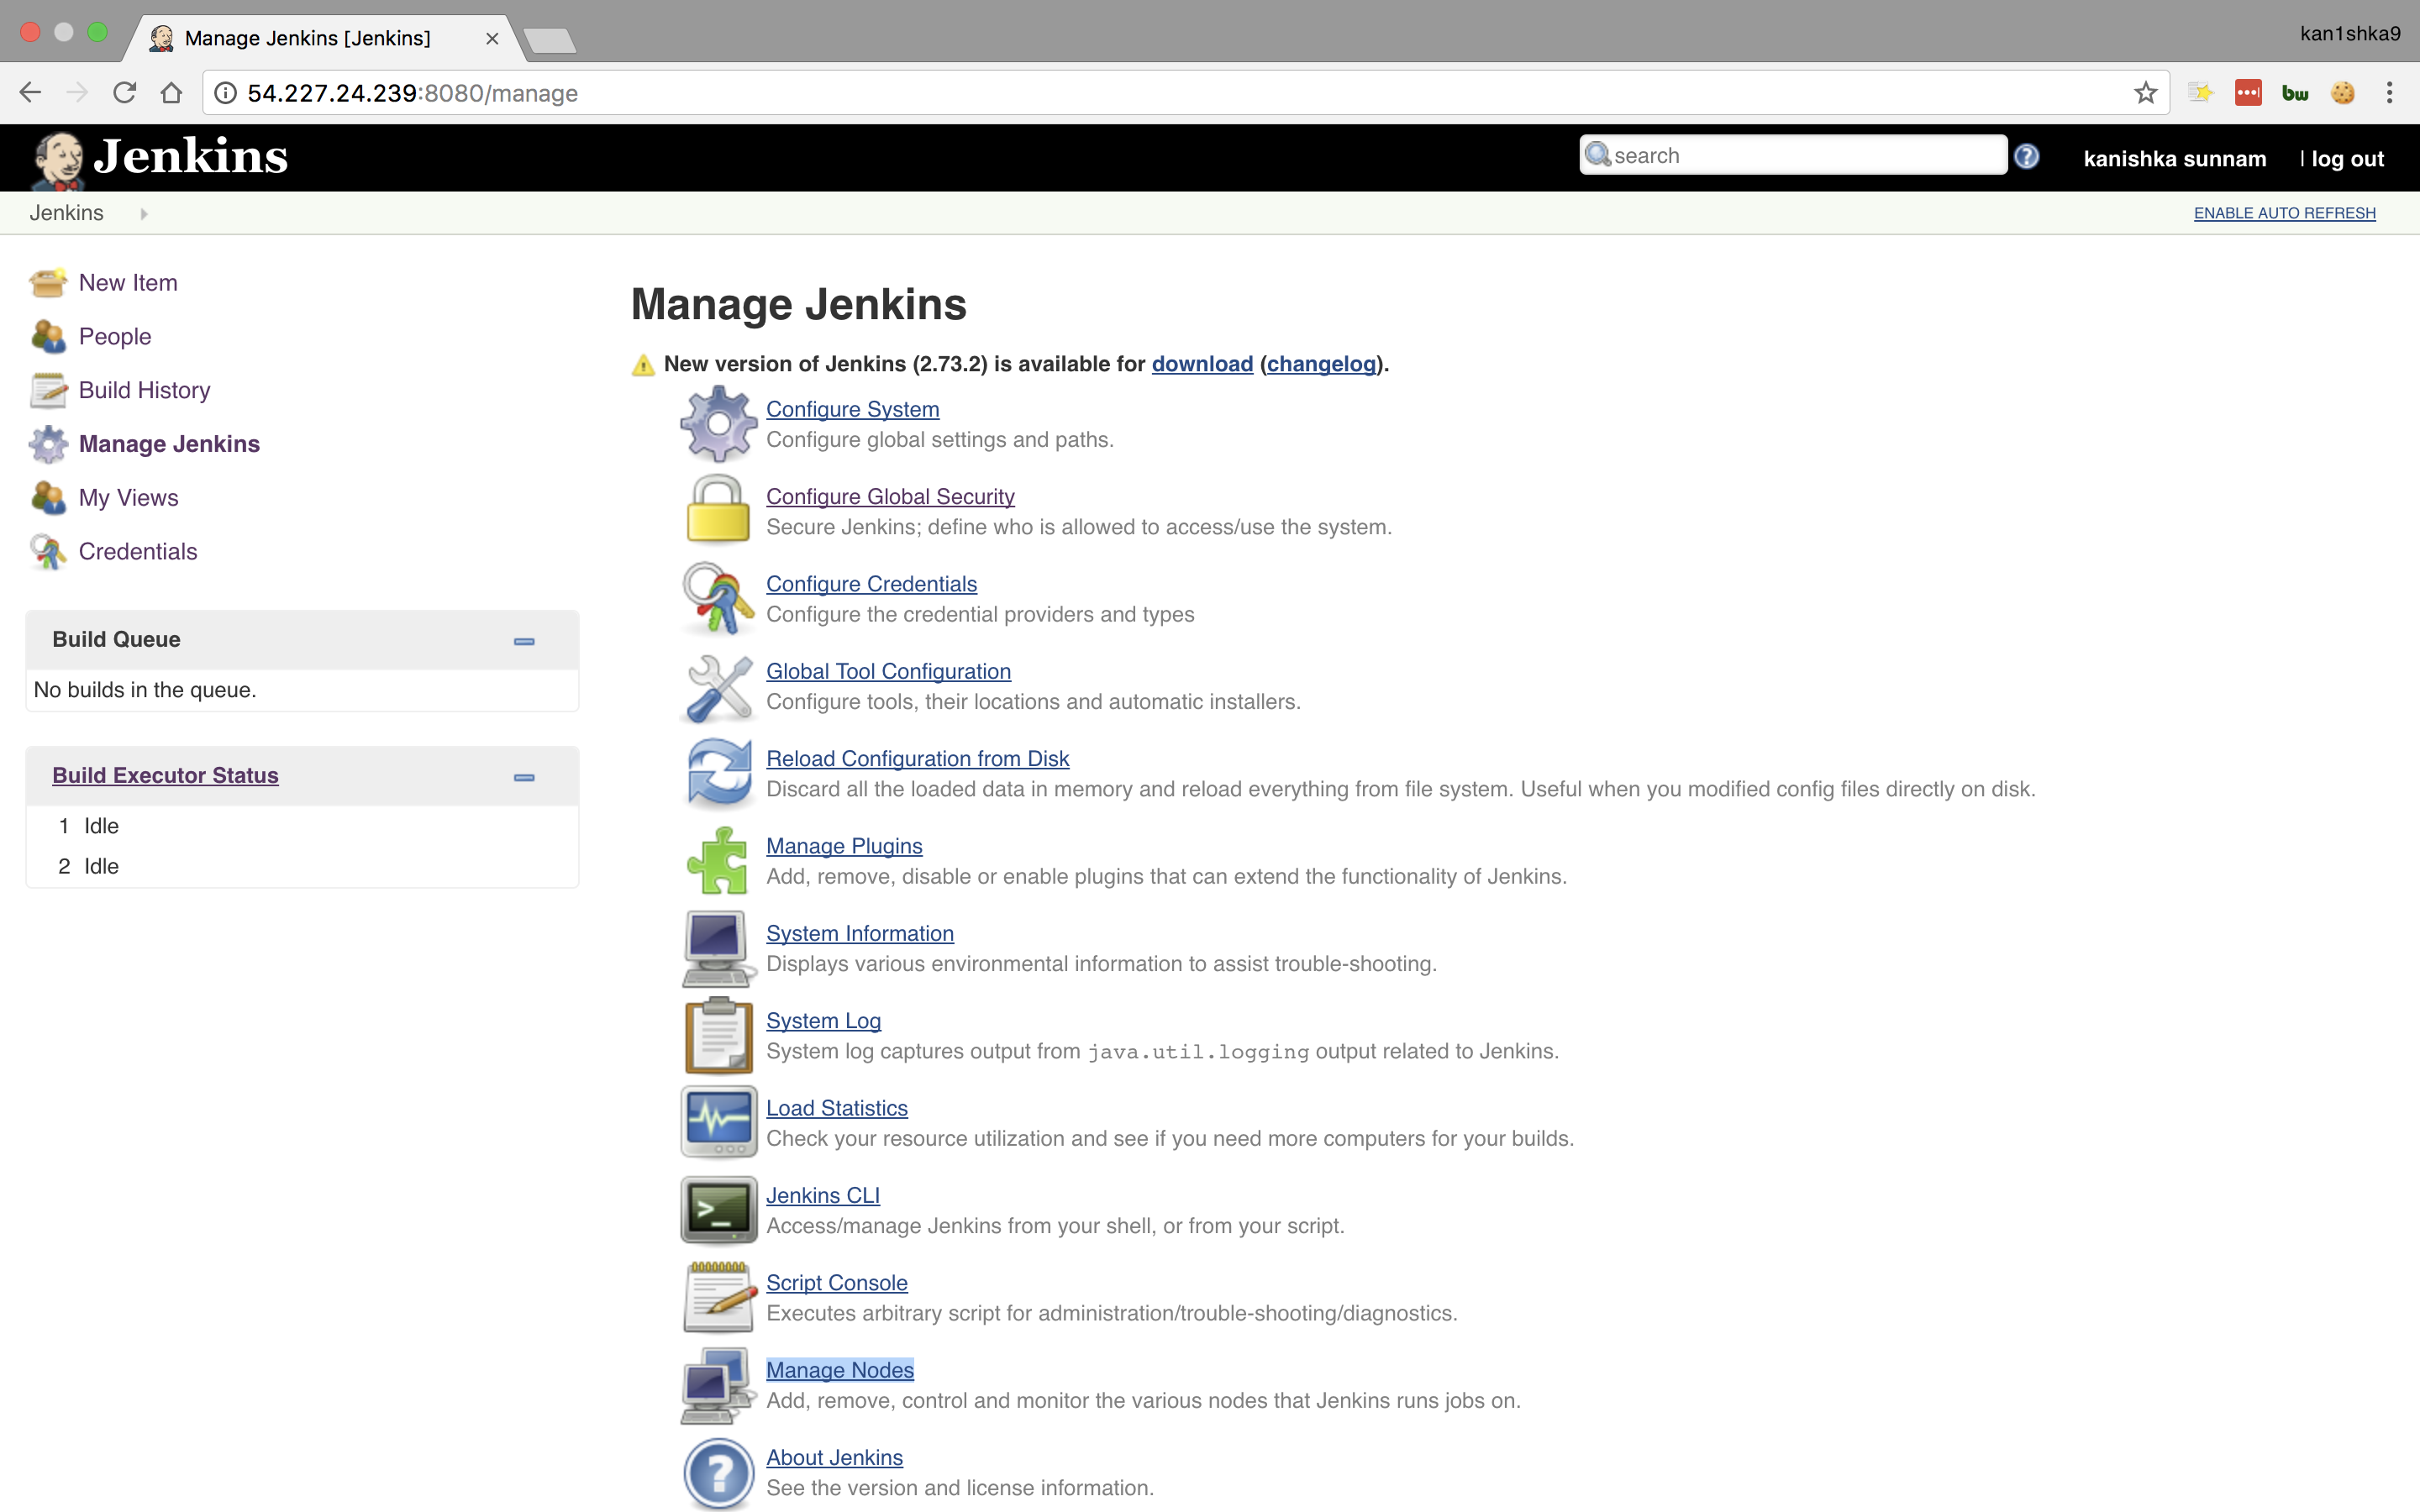 Manage Jenkins [Jenkins]
kan1shka9
54.227.24.239:8080/manage
bw
Jenkins
search
kanishka sunnam
| log out
Jenkins
ENABLE AUTO REFRESH
New Item
People
Build History
Manage Jenkins
My Views
Credentials
Build Queue
No builds in the queue.
Build Executor Status
1 Idle
2 Idle
Manage Jenkins
New version of Jenkins (2.73.2) is available for download (changelog).
Configure System
Configure global settings and paths.
Configure Global Security
Secure Jenkins; define who is allowed to access/use the system.
Configure Credentials
Configure the credential providers and types
Global Tool Configuration
Configure tools, their locations and automatic installers.
Reload Configuration from Disk
Discard all the loaded data in memory and reload everything from file system. Useful when you modified config files directly on disk.
Manage Plugins
Add, remove, disable or enable plugins that can extend the functionality of Jenkins.
System Information
Displays various environmental information to assist trouble-shooting.
System Log
System log captures output from java.util.logging output related to Jenkins.
Load Statistics
Check your resource utilization and see if you need more computers for your builds.
Jenkins CLI
Access/manage Jenkins from your shell, or from your script.
Script Console
Executes arbitrary script for administration/trouble-shooting/diagnostics.
Manage Nodes
Add, remove, control and monitor the various nodes that Jenkins runs jobs on.
About Jenkins
See the version and license information.